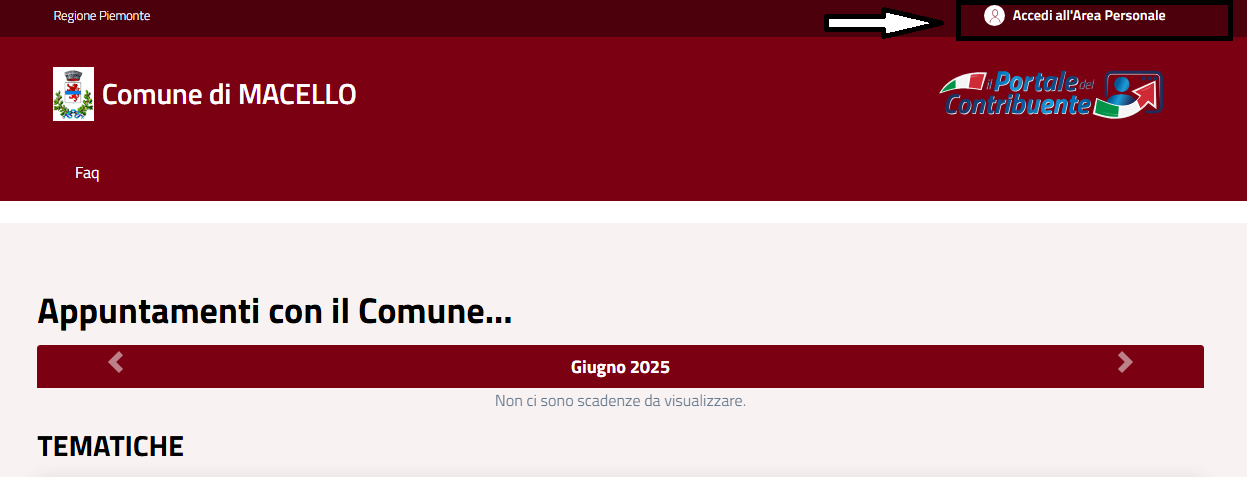 Regione Piemonte
Accedi all'Area Personale
Comune di MACELLO
il Portale del
Contribuente
Faq
Appuntamenti con il Comune...
Giugno 2025
Non ci sono scadenze da visualizzare.
TEMATICHE